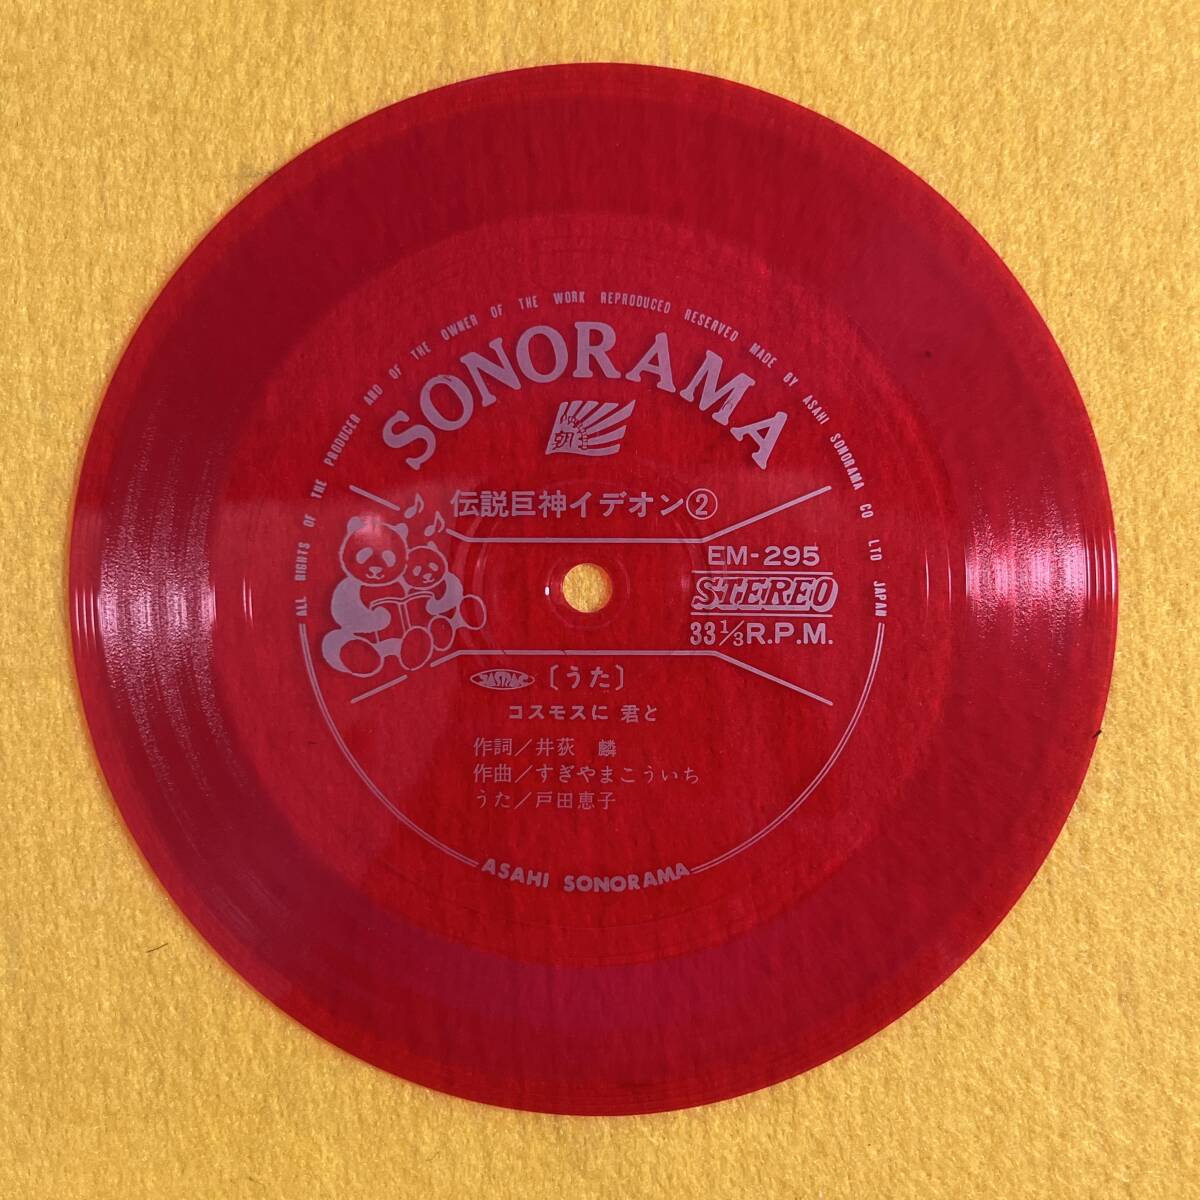 ALL RIGHTS OF THE PRODUCER AND OF THE OWNER OF THE WORK REPRODUCED RESERVED MADE BY ASAHI SONORAMA CO LTD JAPAN
SONORAMA
朝
伝説巨神イデオン②
EM-295
STEREO
33⅓R.P.M.
JASRAC 〔うた〕
コスモスに 君と
作詞/井荻 麟
作曲/すぎやまこういち
うた/戸田恵子
ASAHI SONORAMA